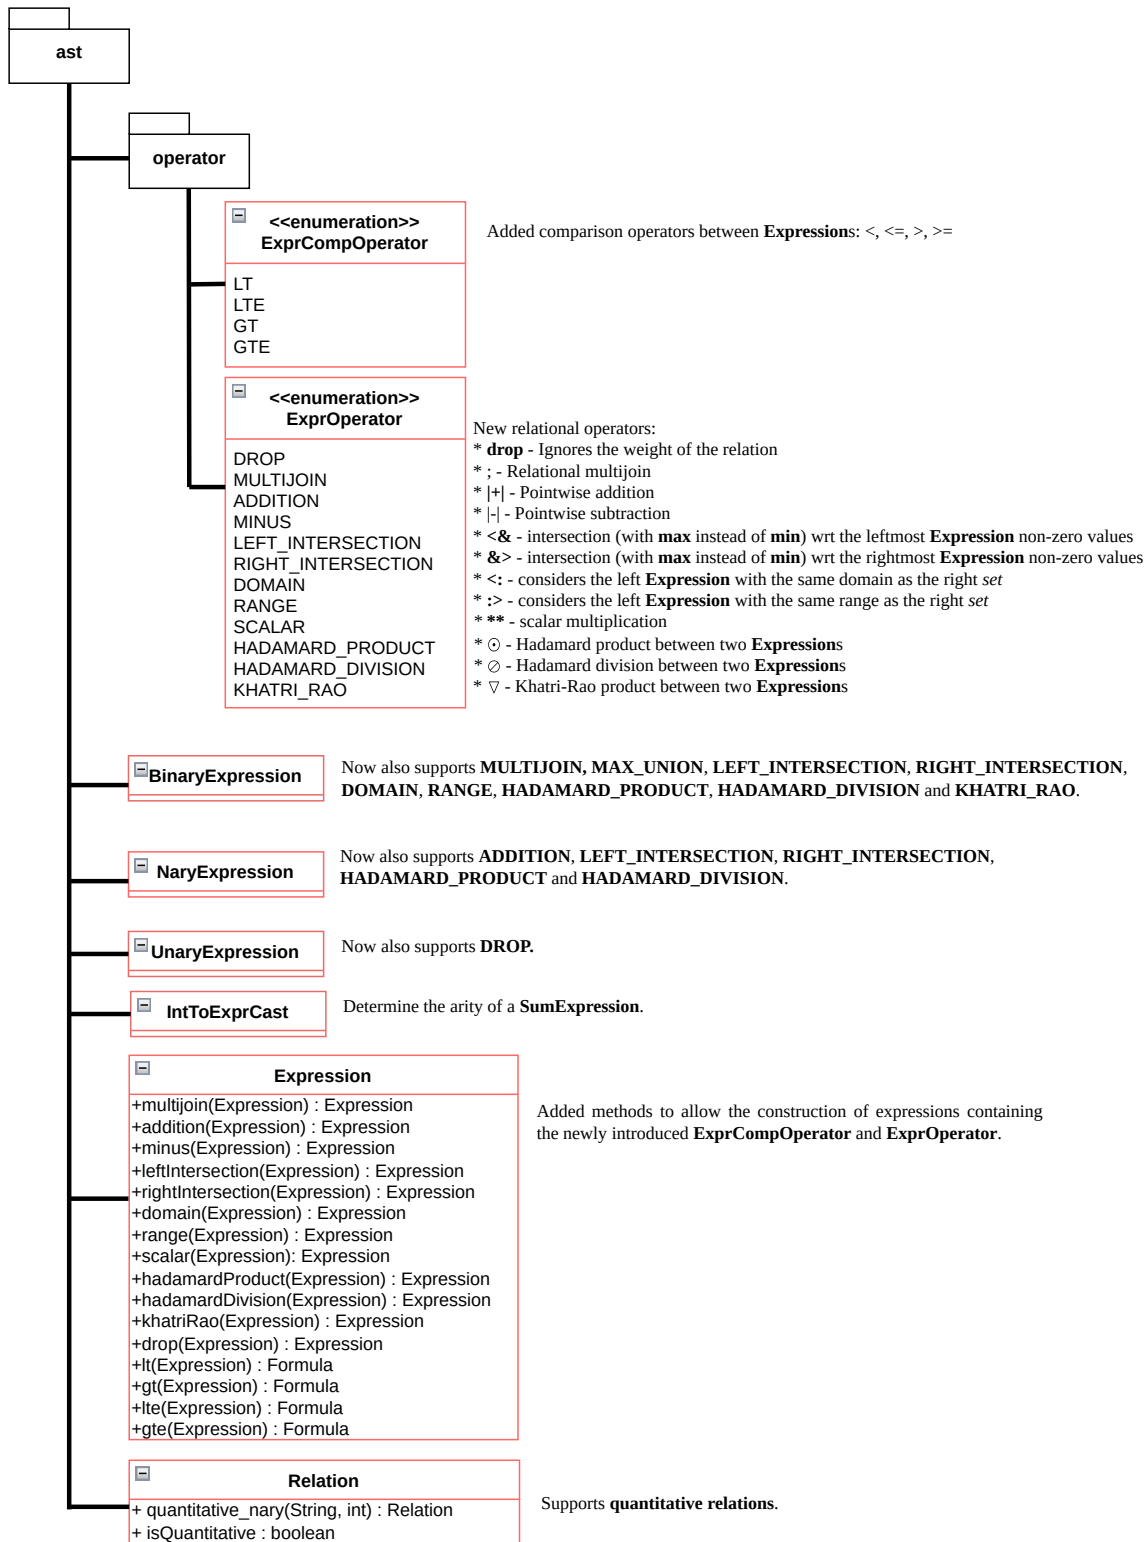 ast
operator
<<enumeration>>
ExprCompOperator
LT
LTE
GT
GTE
Added comparison operators between Expressions: <, <=, >, >=
<<enumeration>>
ExprOperator
DROP
MULTIJOIN
ADDITION
MINUS
LEFT_INTERSECTION
RIGHT_INTERSECTION
DOMAIN
RANGE
SCALAR
HADAMARD_PRODUCT
HADAMARD_DIVISION
KHATRI_RAO
New relational operators:
* drop - Ignores the weight of the relation
* ; - Relational multijoin
* |+| - Pointwise addition
* |-| - Pointwise subtraction
* <& - intersection (with max instead of min) wrt the leftmost Expression non-zero values
* &> - intersection (with max instead of min) wrt the rightmost Expression non-zero values
* <: - considers the left Expression with the same domain as the right set
* :> - considers the left Expression with the same range as the right set
* ** - scalar multiplication
* ⊙ - Hadamard product between two Expressions
* ⊘ - Hadamard division between two Expressions
* ▽ - Khatri-Rao product between two Expressions
BinaryExpression
Now also supports MULTIJOIN, MAX_UNION, LEFT_INTERSECTION, RIGHT_INTERSECTION,
DOMAIN, RANGE, HADAMARD_PRODUCT, HADAMARD_DIVISION and KHATRI_RAO.
NaryExpression
Now also supports ADDITION, LEFT_INTERSECTION, RIGHT_INTERSECTION,
HADAMARD_PRODUCT and HADAMARD_DIVISION.
UnaryExpression
Now also supports DROP.
IntToExprCast
Determine the arity of a SumExpression.
Expression
+multijoin(Expression) : Expression
+addition(Expression) : Expression
+minus(Expression) : Expression
+leftIntersection(Expression) : Expression
+rightIntersection(Expression) : Expression
+domain(Expression) : Expression
+range(Expression) : Expression
+scalar(Expression): Expression
+hadamardProduct(Expression) : Expression
+hadamardDivision(Expression) : Expression
+khatriRao(Expression) : Expression
+drop(Expression) : Expression
+lt(Expression) : Formula
+gt(Expression) : Formula
+lte(Expression) : Formula
+gte(Expression) : Formula
Added methods to allow the construction of expressions containing
the newly introduced ExprCompOperator and ExprOperator.
Relation
+ quantitative_nary(String, int) : Relation
+ isQuantitative : boolean
Supports quantitative relations.